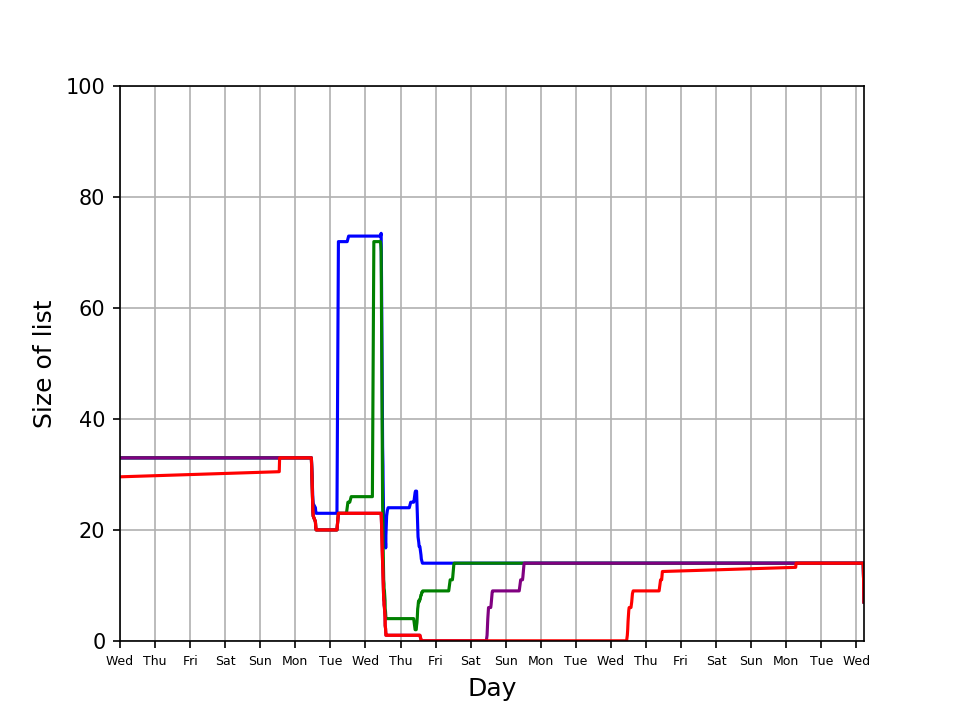 100
80
60
40
20
0
Size of list
Wed Thu Fri Sat Sun Mon Tue Wed Thu Fri Sat Sun Mon Tue Wed Thu Fri Sat Sun Mon Tue Wed
Day